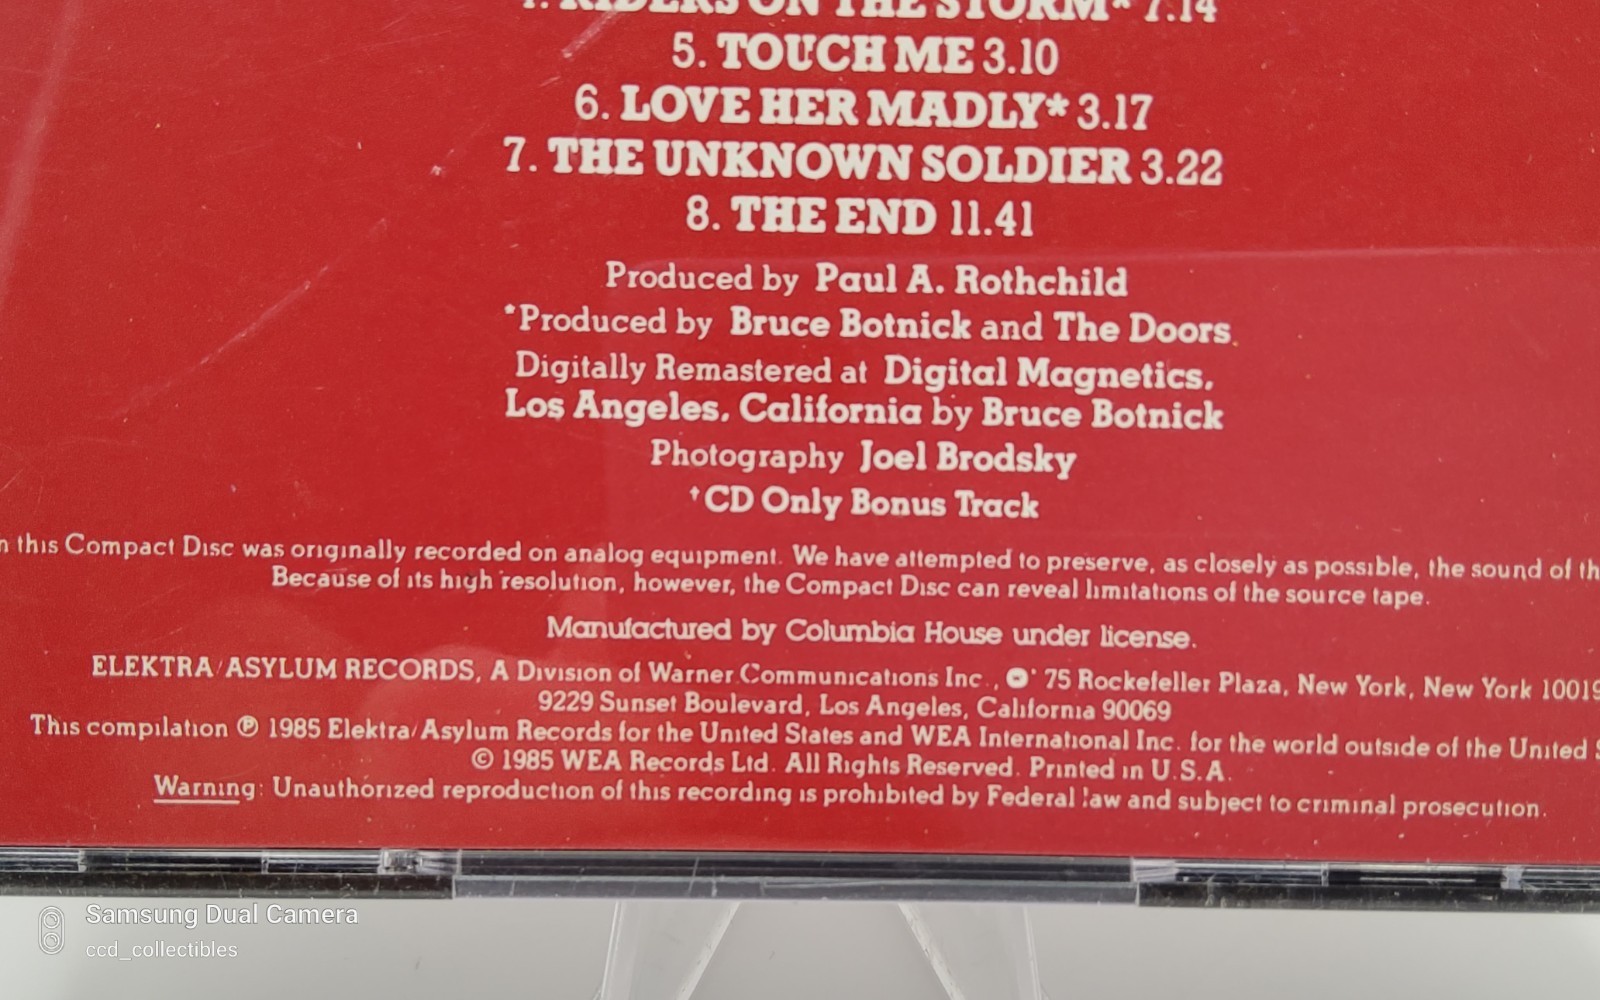 4. RIDERS ON THE STORM* 7.14
5. TOUCH ME 3.10
6. LOVE HER MADLY* 3.17
7. THE UNKNOWN SOLDIER 3.22
8. THE END 11.41
Produced by Paul A. Rothchild
*Produced by Bruce Botnick and The Doors
Digitally Remastered at Digital Magnetics,
Los Angeles, California by Bruce Botnick
Photography Joel Brodsky
†CD Only Bonus Track
this Compact Disc was originally recorded on analog equipment. We have attempted to preserve, as closely as possible, the sound of
Because of its high resolution, however, the Compact Disc can reveal limitations of the source tape.
Manufactured by Columbia House under license.
ELEKTRA/ASYLUM RECORDS, A Division of Warner Communications Inc., 75 Rockefeller Plaza, New York, New York 10019
9229 Sunset Boulevard, Los Angeles, California 90069
This compilation ℗ 1985 Elektra/Asylum Records for the United States and WEA International Inc. for the world outside of the United
© 1985 WEA Records Ltd. All Rights Reserved. Printed in U.S.A.
Warning: Unauthorized reproduction of this recording is prohibited by Federal law and subject to criminal prosecution.
Samsung Dual Camera
ccd_collectibles